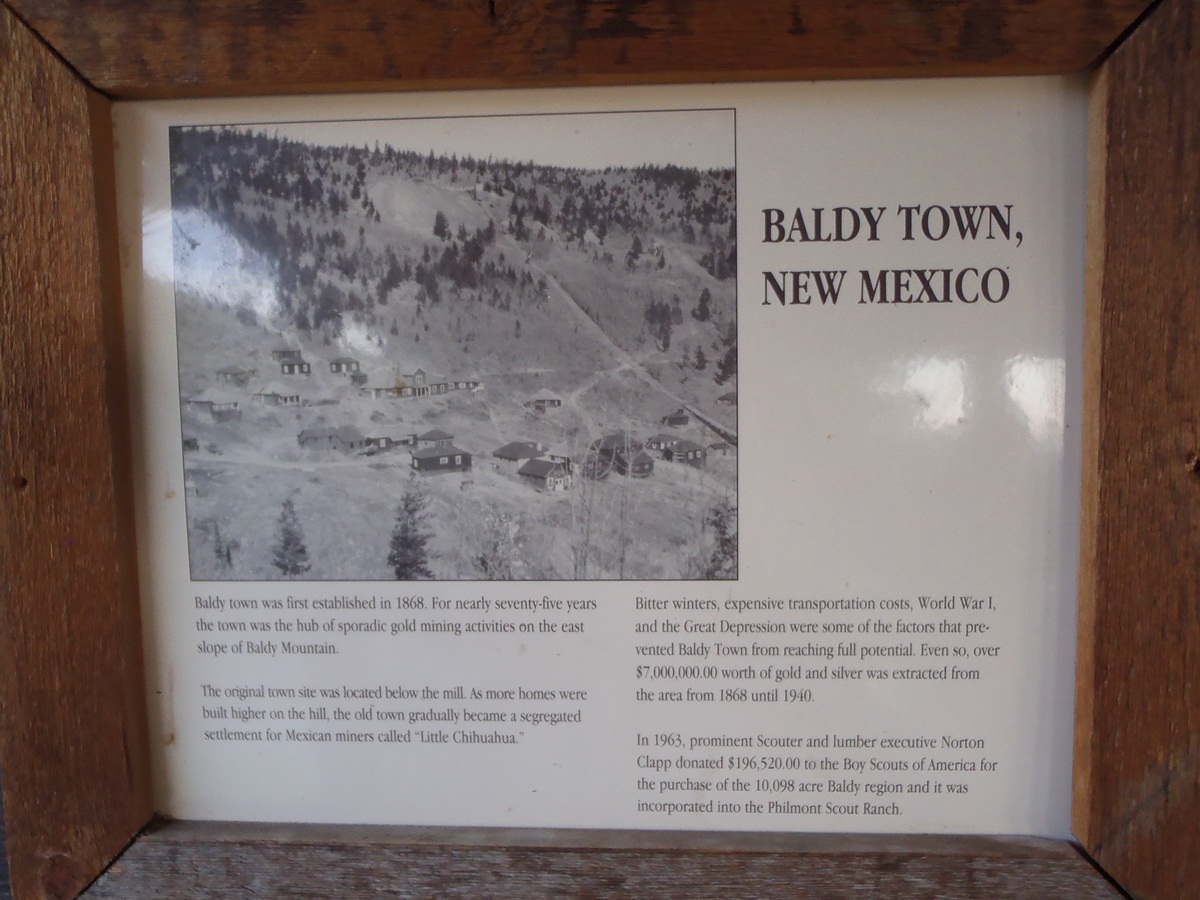 BALDY TOWN,
NEW MEXICO
Baldy town was first established in 1868. For nearly seventy-five years
the town was the hub of sporadic gold mining activities on the east
slope of Baldy Mountain.
The original town site was located below the mill. As more homes were
built higher on the hill, the old town gradually became a segregated
settlement for Mexican miners called “Little Chihuahua.”
Bitter winters, expensive transportation costs, World War I,
and the Great Depression were some of the factors that pre-
vented Baldy Town from reaching full potential. Even so, over
$7,000,000.00 worth of gold and silver was extracted from
the area from 1868 until 1940.
In 1963, prominent Scouter and lumber executive Norton
Clapp donated $196,520.00 to the Boy Scouts of America for
the purchase of the 10,098 acre Baldy region and it was
incorporated into the Philmont Scout Ranch.